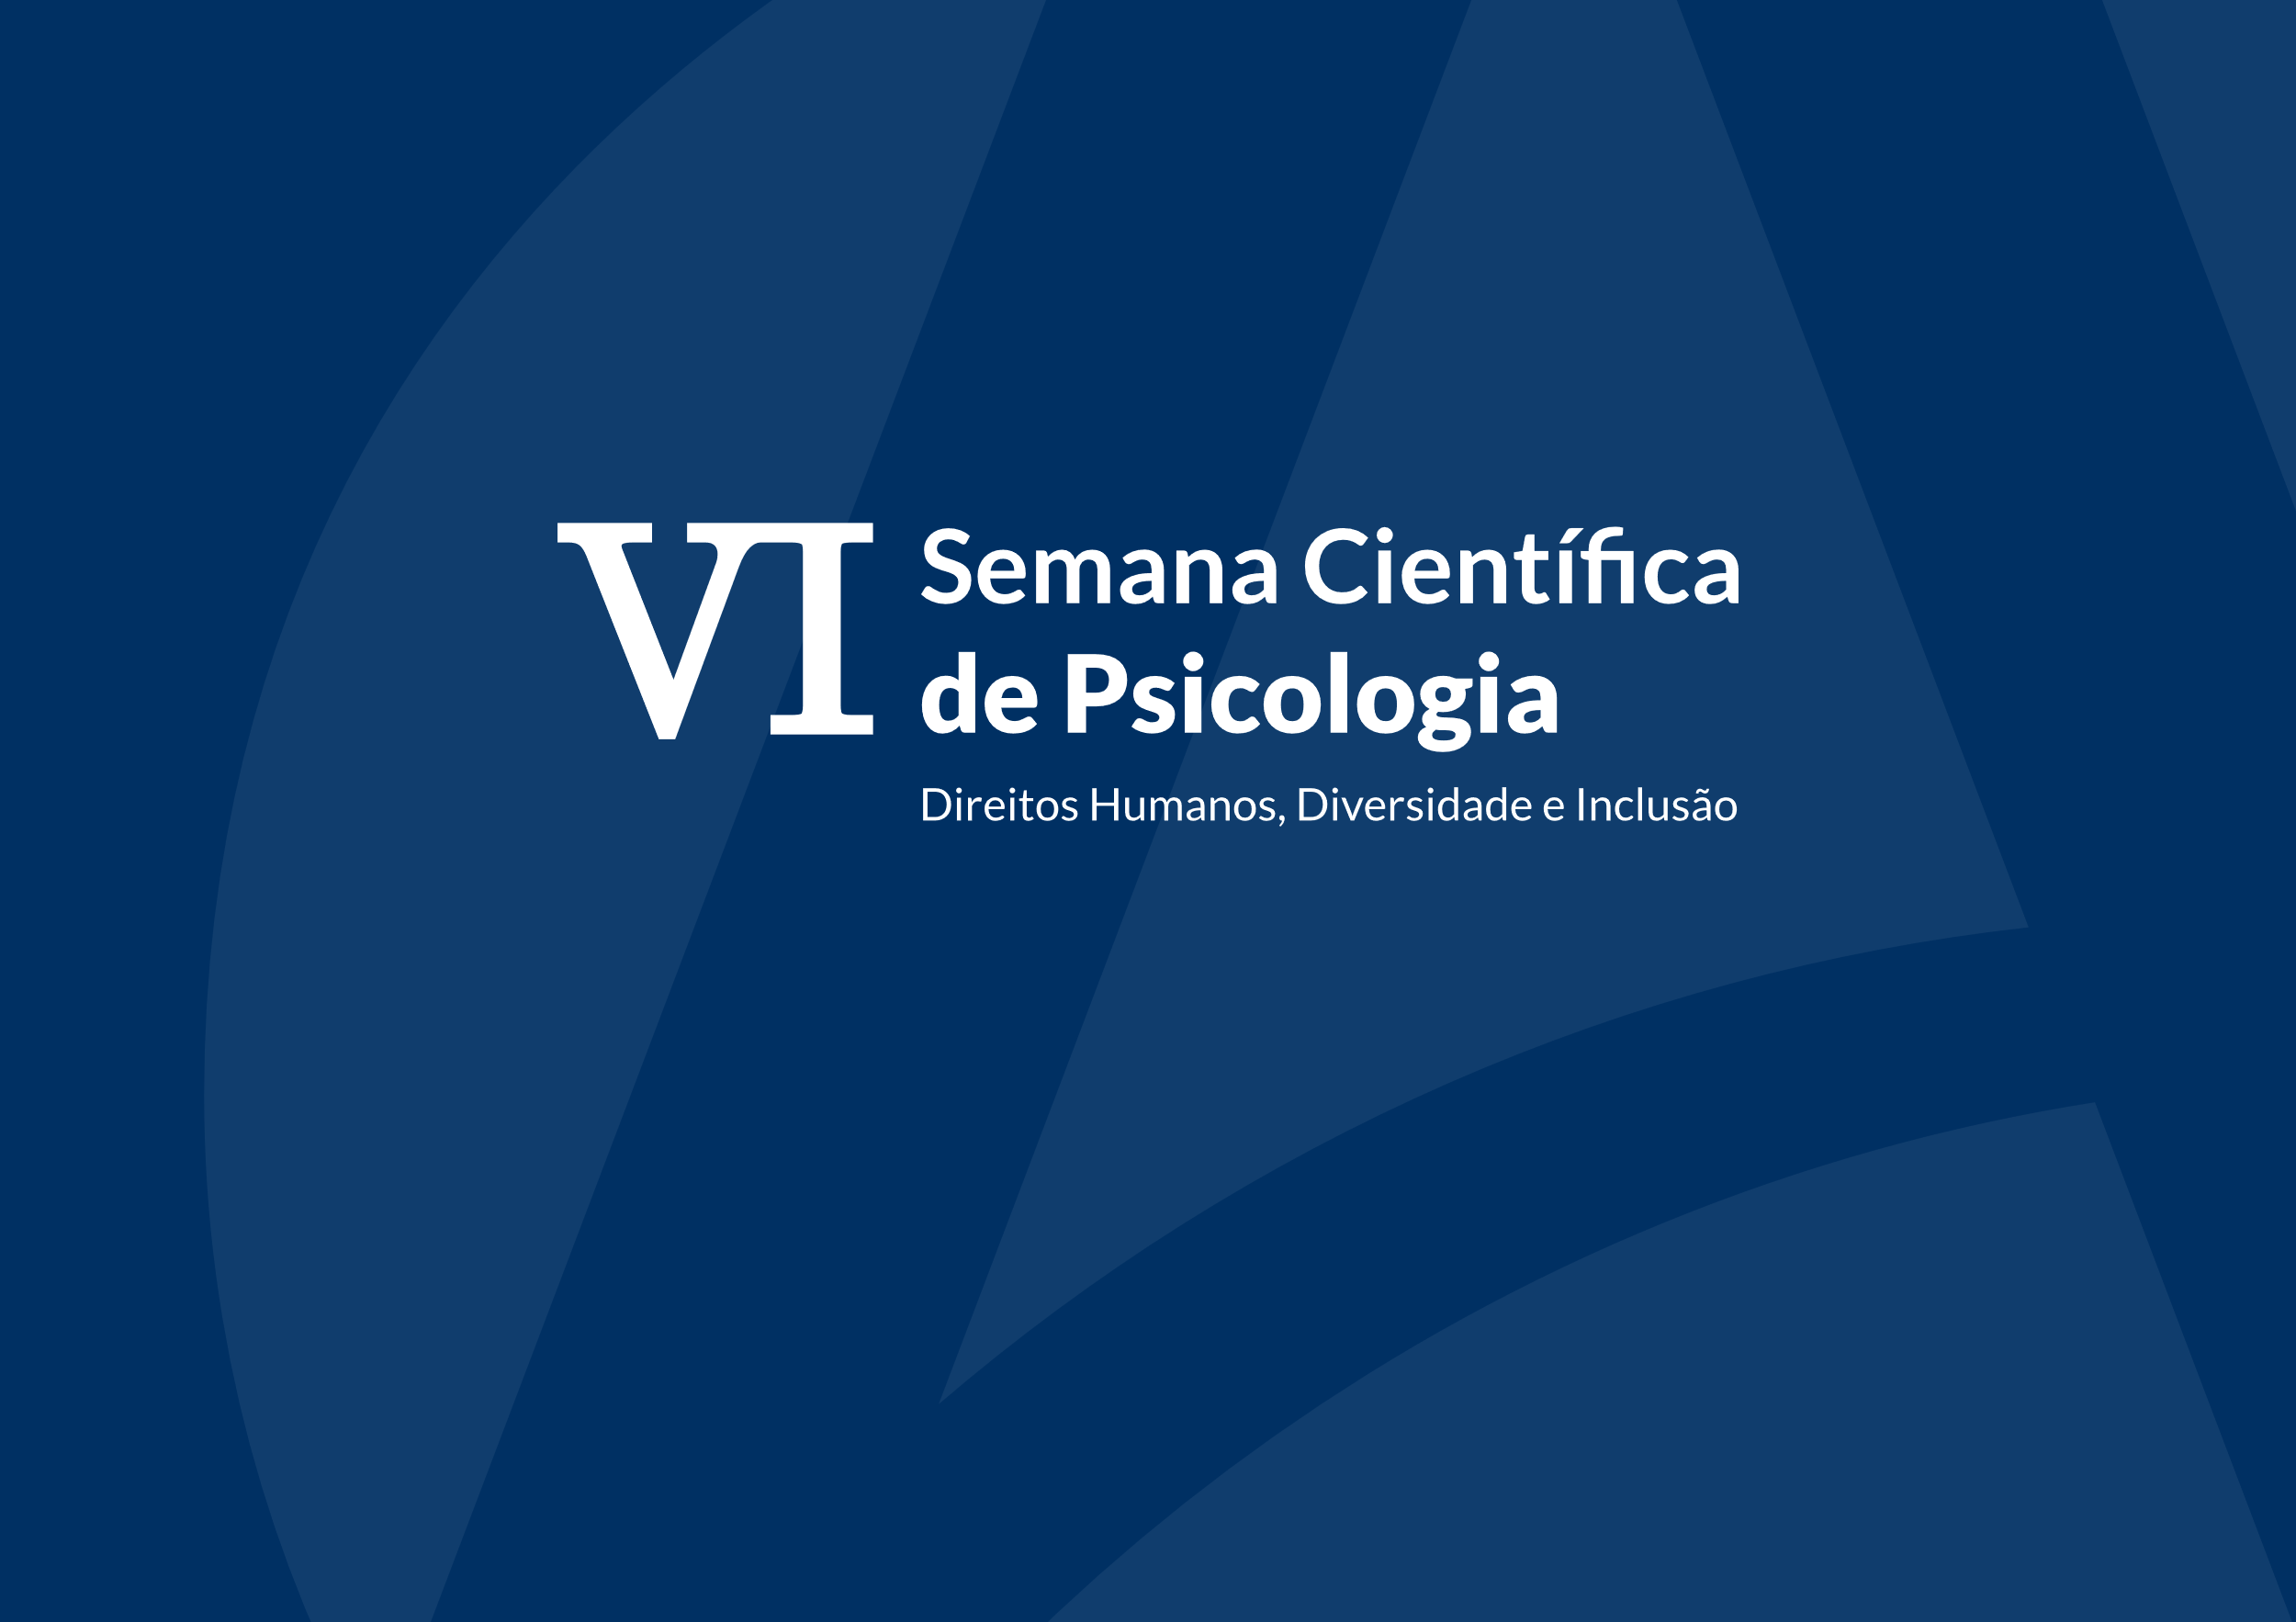 VI
Semana Científica
de Psicologia
Direitos Humanos, Diversidade e Inclusão